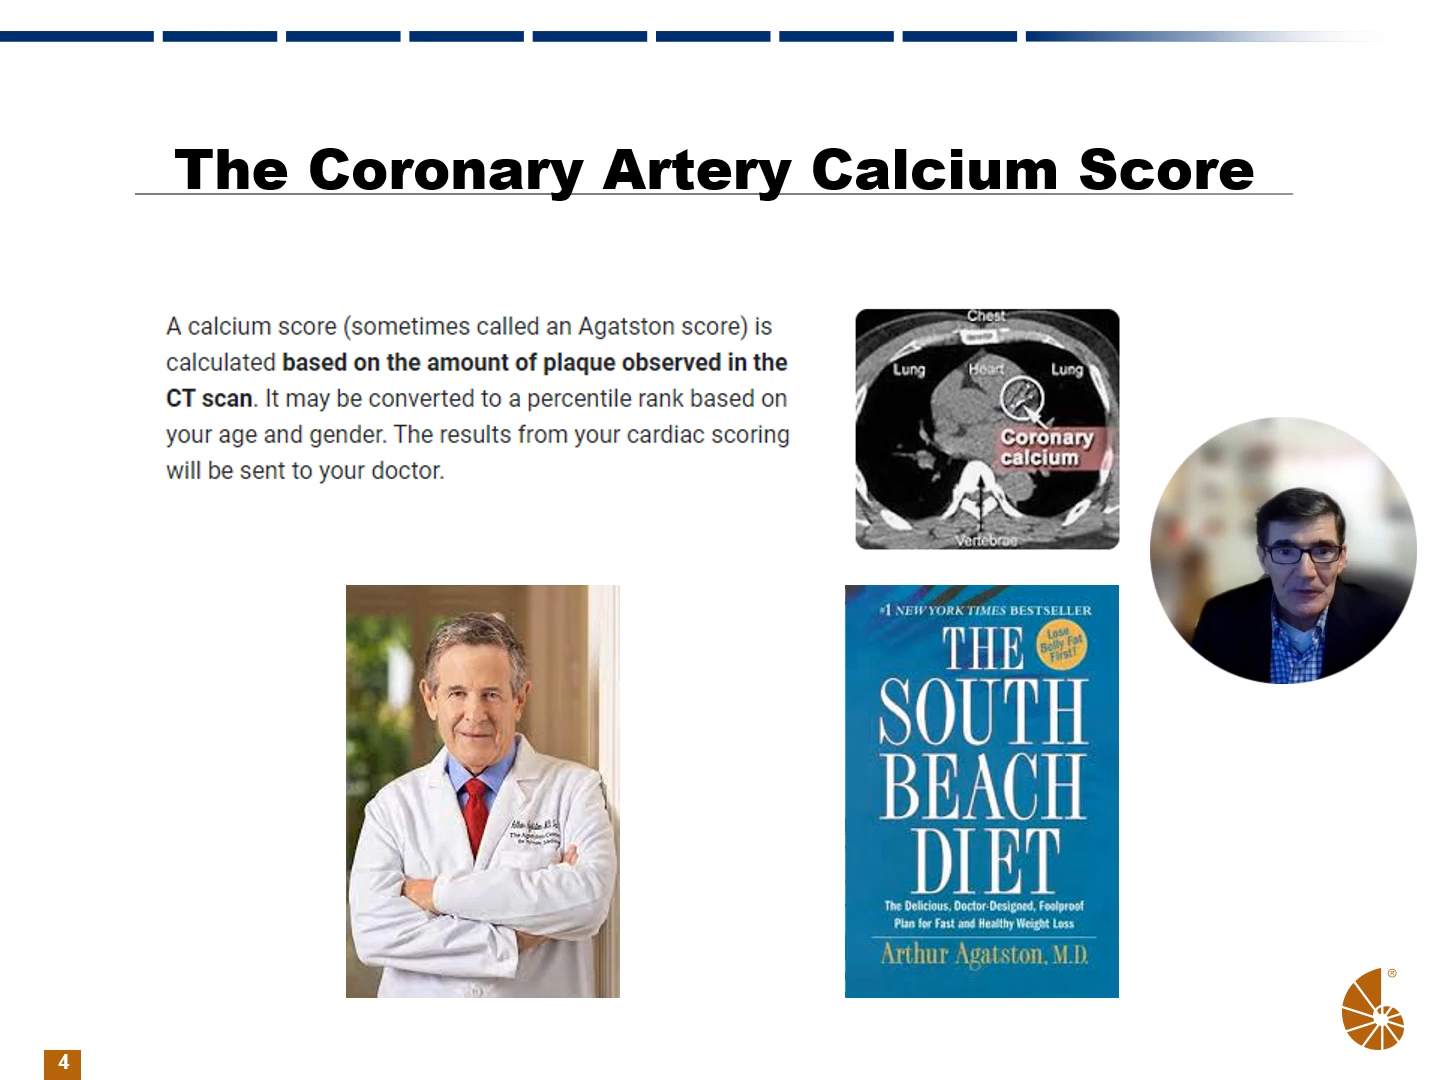 The Coronary Artery Calcium Score
A calcium score (sometimes called an Agatston score) is
calculated based on the amount of plaque observed in the
CT scan. It may be converted to a percentile rank based on
your age and gender. The results from your cardiac scoring
will be sent to your doctor.
Chest
Lung Heart Lung
Coronary
calcium
Vertebrae
#1 NEW YORK TIMES BESTSELLER
THE
Lose
Belly Fat
First!
SOUTH
BEACH
DIET
The Delicious, Doctor-Designed, Foolproof
Plan for Fast and Healthy Weight Loss
Arthur Agatston, M.D.
®
4